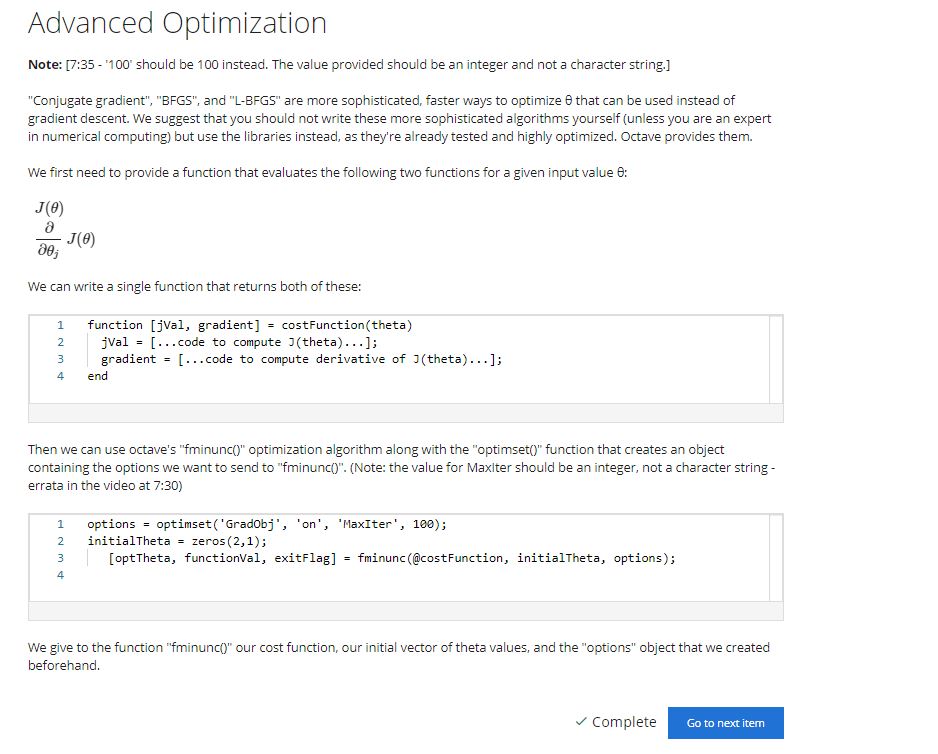 Advanced Optimization
Note: [7:35 - '100' should be 100 instead. The value provided should be an integer and not a character string.]
"Conjugate gradient", "BFGS", and "L-BFGS" are more sophisticated, faster ways to optimize θ that can be used instead of
gradient descent. We suggest that you should not write these more sophisticated algorithms yourself (unless you are an expert
in numerical computing) but use the libraries instead, as they're already tested and highly optimized. Octave provides them.
We first need to provide a function that evaluates the following two functions for a given input value θ:
J(θ)
∂
∂θj J(θ)
We can write a single function that returns both of these:
1 function [jVal, gradient] = costFunction(theta)
2 jVal = [...code to compute J(theta)...];
3 gradient = [...code to compute derivative of J(theta)...];
4 end
Then we can use octave's "fminunc()" optimization algorithm along with the "optimset()" function that creates an object
containing the options we want to send to "fminunc()". (Note: the value for MaxIter should be an integer, not a character string -
errata in the video at 7:30)
1 options = optimset('GradObj', 'on', 'MaxIter', 100);
2 initialTheta = zeros(2,1);
3 [optTheta, functionVal, exitFlag] = fminunc(@costFunction, initialTheta, options);
4
We give to the function "fminunc()" our cost function, our initial vector of theta values, and the "options" object that we created
beforehand.
✓ Complete Go to next item